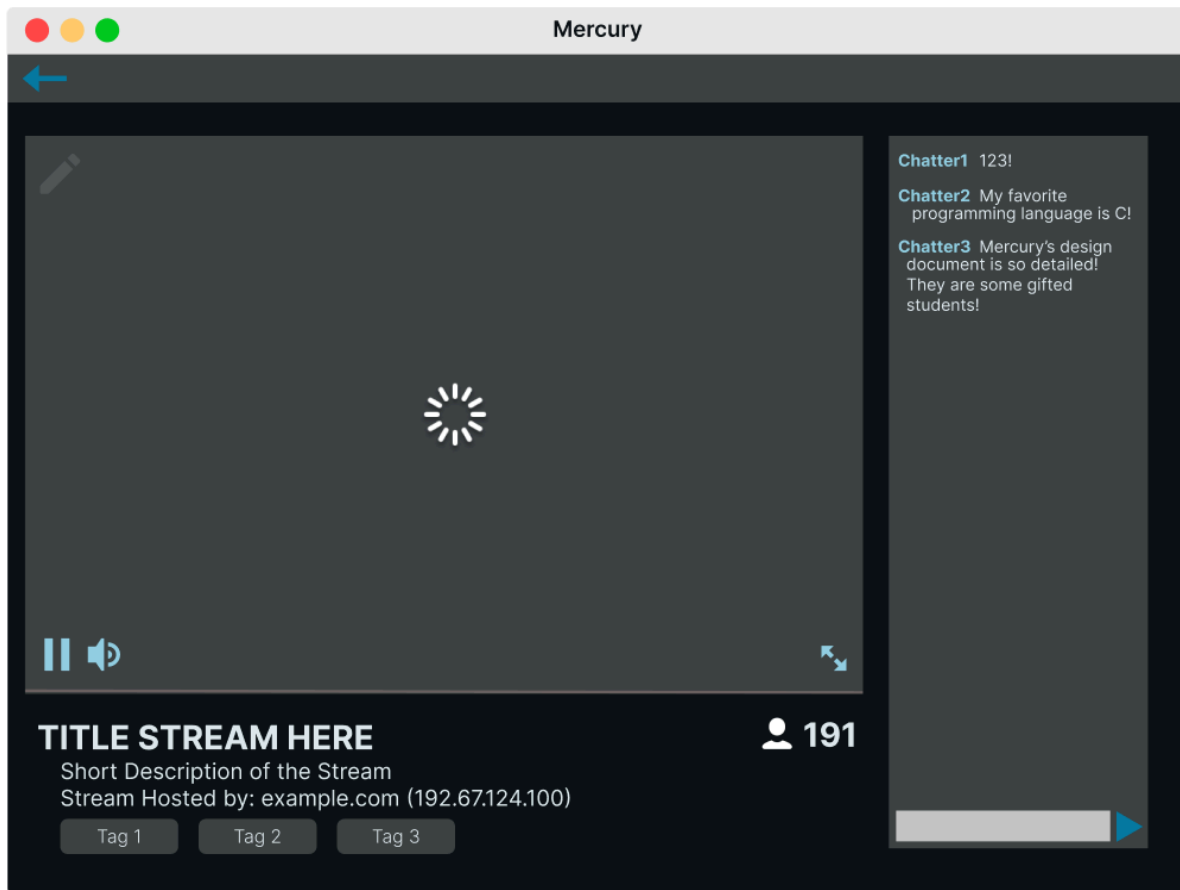 Mercury
Chatter1 123!
Chatter2 My favorite
programming language is C!
Chatter3 Mercury’s design
document is so detailed!
They are some gifted
students!
TITLE STREAM HERE
191
Short Description of the Stream
Stream Hosted by: example.com (192.67.124.100)
Tag 1
Tag 2
Tag 3